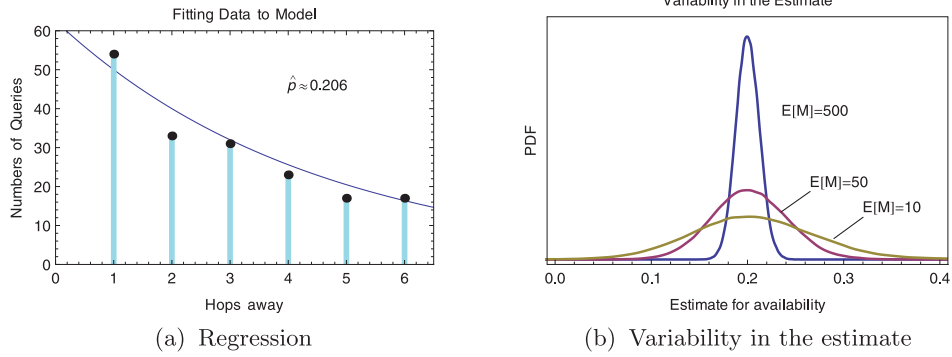 Fitting Data to Model
60
50
40
30
20
10
0
p̂ ≈ 0.206
Numbers of Queries
0 1 2 3 4 5 6
Hops away
(a) Regression
Variability in the Estimate
E[M]=500
E[M]=50
E[M]=10
PDF
0.0 0.1 0.2 0.3 0.4
Estimate for availability
(b) Variability in the estimate